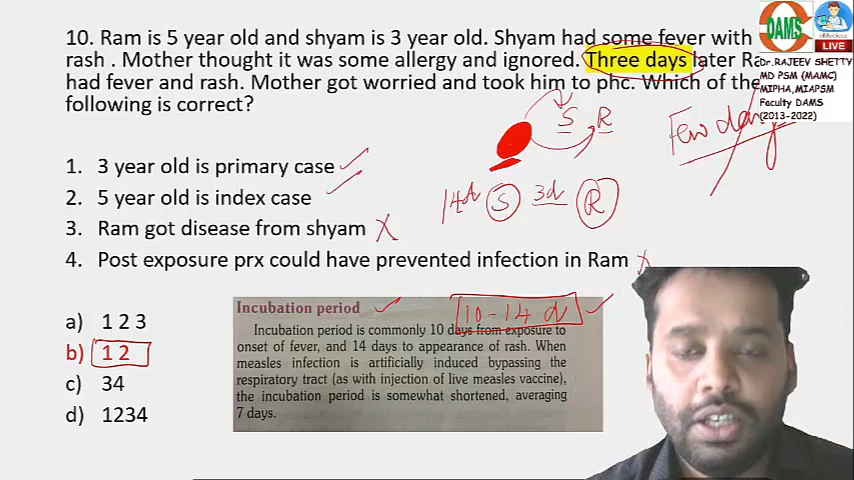 10. Ram is 5 year old and shyam is 3 year old. Shyam had some fever with
rash . Mother thought it was some allergy and ignored. Three days later Ra
had fever and rash. Mother got worried and took him to phc. Which of the
following is correct?
DAMS
eMedicoz
LIVE
Dr.RAJEEV SHETTY
MD PSM (MAMC)
MIPHA,MIAPSM
Faculty DAMS
(2013-2022)
S R
Few days
14d S 3d R
1. 3 year old is primary case
2. 5 year old is index case
3. Ram got disease from shyam X
4. Post exposure prx could have prevented infection in Ram X
a) 1 2 3
b) 1 2
c) 34
d) 1234
Incubation period
10-14 d
Incubation period is commonly 10 days from exposure to
onset of fever, and 14 days to appearance of rash. When
measles infection is artificially induced bypassing the
respiratory tract (as with injection of live measles vaccine),
the incubation period is somewhat shortened, averaging
7 days.